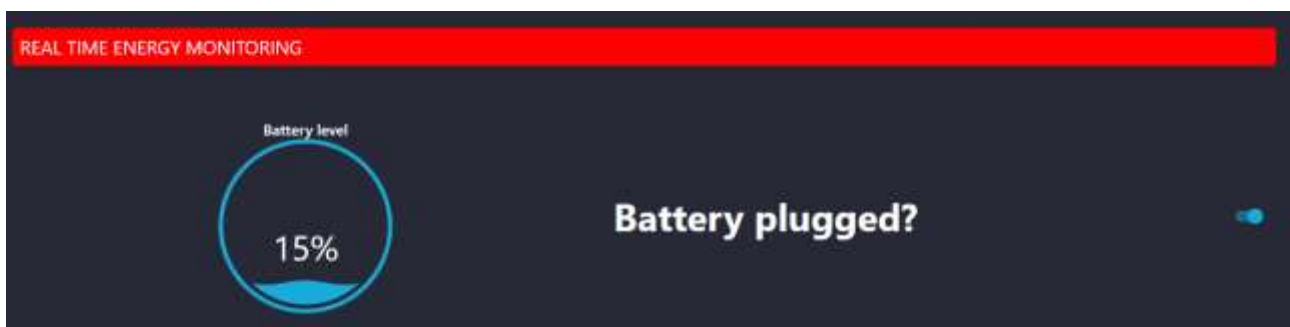 REAL TIME ENERGY MONITORING
Battery level
15%
Battery plugged?